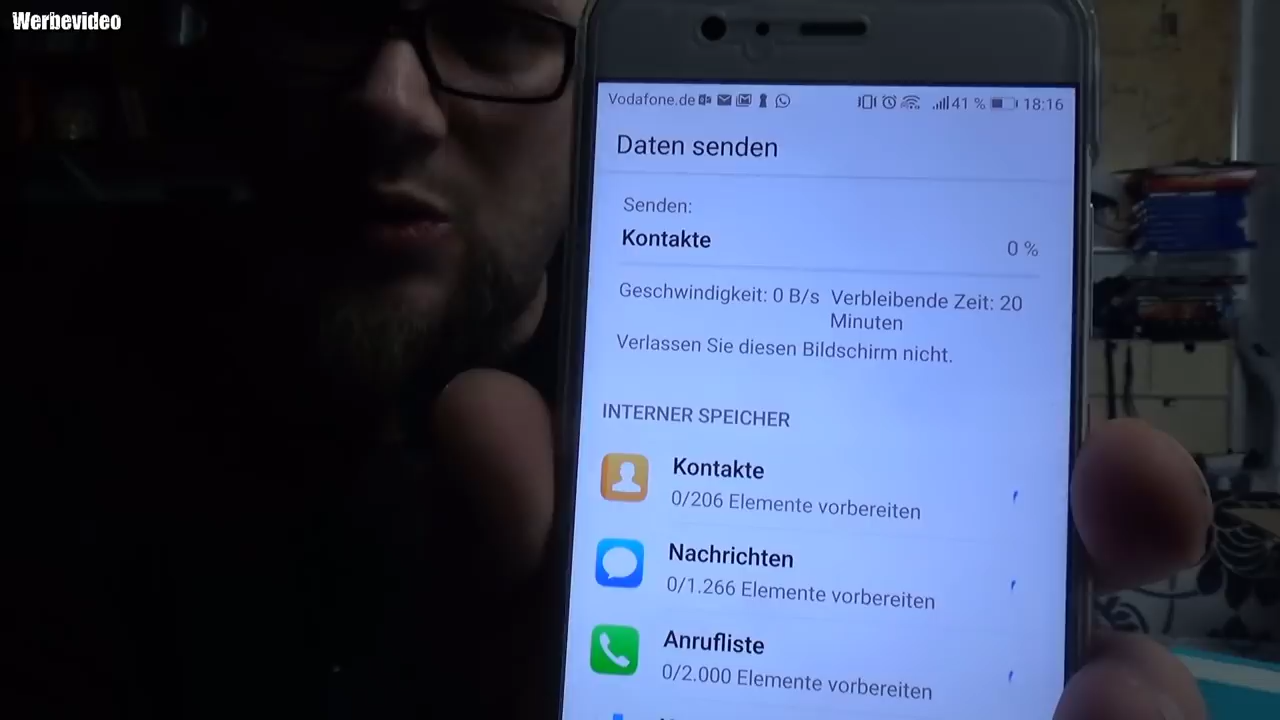 Werbevideo
Vodafone.de 41 % 18:16
Daten senden
Senden:
Kontakte 0 %
Geschwindigkeit: 0 B/s Verbleibende Zeit: 20
Minuten
Verlassen Sie diesen Bildschirm nicht.
INTERNER SPEICHER
Kontakte
0/206 Elemente vorbereiten
Nachrichten
0/1.266 Elemente vorbereiten
Anrufliste
0/2.000 Elemente vorbereiten